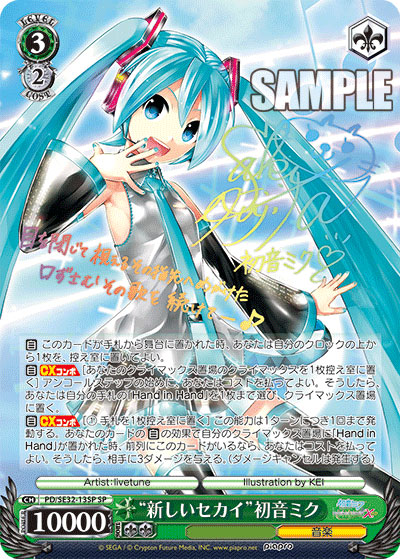 LEVEL
3
2
COST
SAMPLE
初音ミク
目を閉じて 想える その指先へ
口ずさむ その歌を 続けて
自 このカードが手札から舞台に置かれた時、あなたは自分のクロックの上か
ら1枚を、控え室に置いてよい。
自 CXコンボ [あなたのクライマックス置場のクライマックスを1枚控え室に置
く] アンコールステップの始めに、あなたはコストを払ってよい。そうしたら、
あなたは自分の手札の「Hand in Hand」を1枚まで選び、クライマックス置場
に置く。
自 CXコンボ [① 手札を1枚控え室に置く] この能力は1ターンにつき1回まで発
動する。あなたのカードの自の効果で自分のクライマックス置場に「Hand in
Hand」が置かれた時、前列にこのカードがいるなら、あなたはコストを払ってよ
い。そうしたら、相手に3ダメージを与える。(ダメージキャンセルは発生する)
Artist:livetune
Illustration by KEI
CH
PD/SE32-13SP SP
10000
“新しいセカイ”初音ミク
音楽
© SEGA / © Crypton Future Media, INC. www.piapro.net piapro